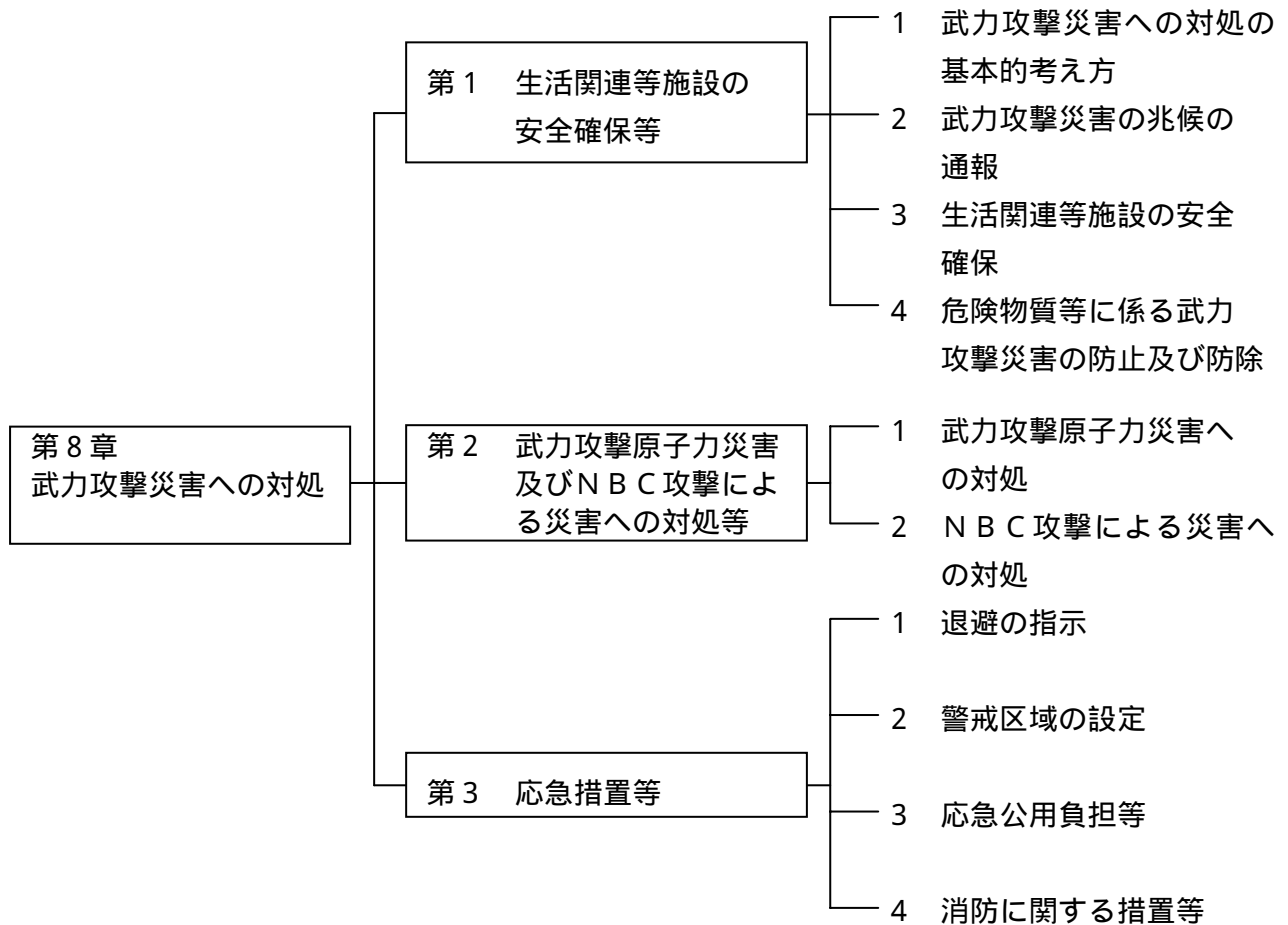 第８章
武力攻撃災害への対処
第１　生活関連等施設の
安全確保等
1　武力攻撃災害への対処の
基本的考え方
2　武力攻撃災害の兆候の
通報
3　生活関連等施設の安全
確保
4　危険物質等に係る武力
攻撃災害の防止及び防除
第２　武力攻撃原子力災害
及びＮＢＣ攻撃によ
る災害への対処等
1　武力攻撃原子力災害へ
の対処
2　ＮＢＣ攻撃による災害へ
の対処
第３　応急措置等
1　退避の指示
2　警戒区域の設定
3　応急公用負担等
4　消防に関する措置等